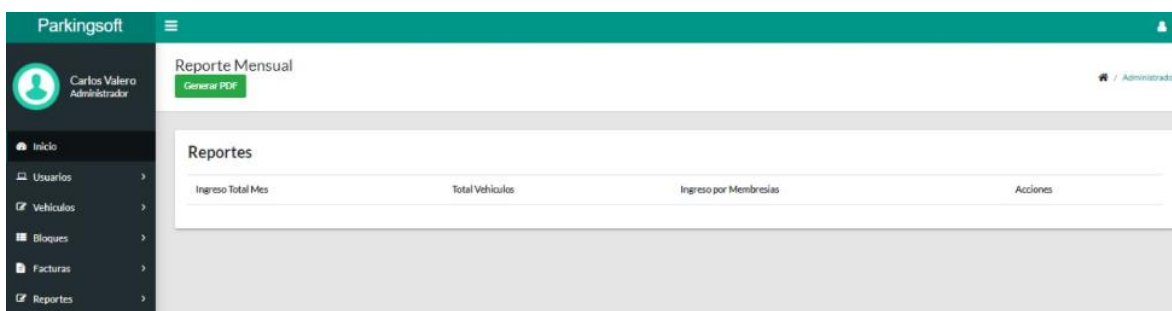 Parkingsoft
Carlos Valero
Administrador
Inicio
Usuarios
Vehiculos
Bloques
Facturas
Reportes
Reporte Mensual
Generar PDF
/ Administrado
Reportes
Ingreso Total Mes Total Vehiculos Ingreso por Membresias Acciones